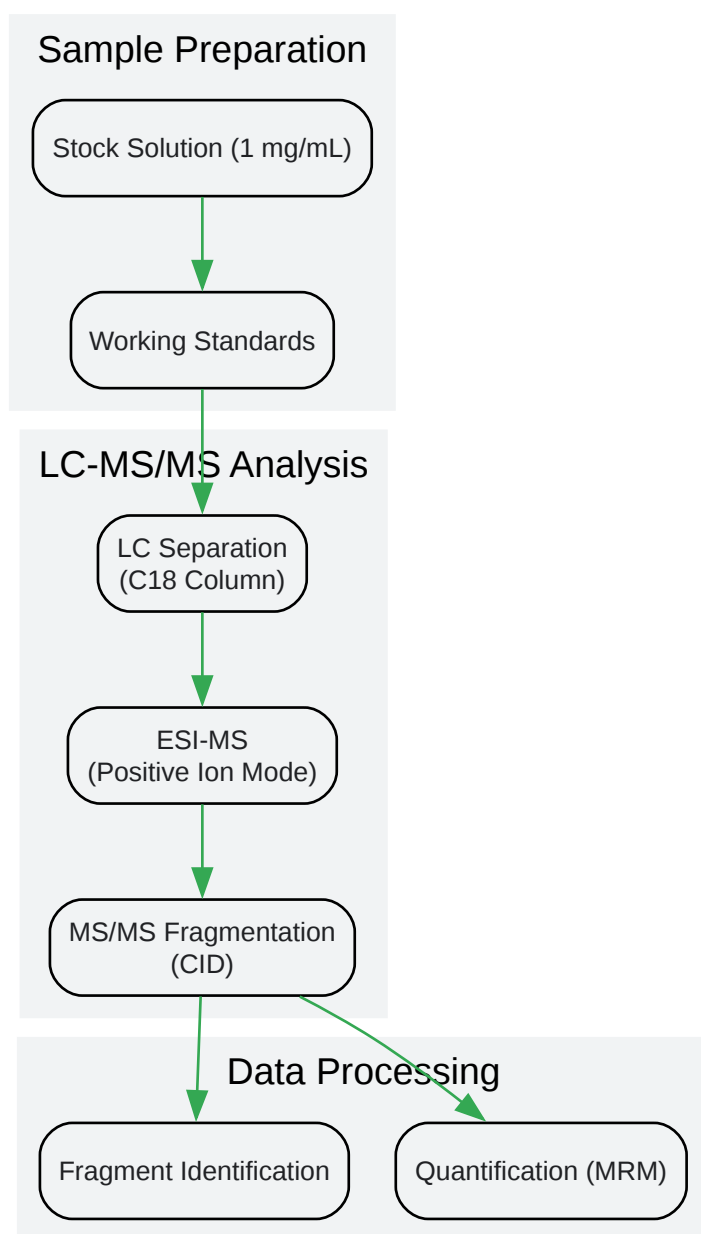 Sample Preparation
Stock Solution (1 mg/mL)
Working Standards
LC-MS/MS Analysis
LC Separation
(C18 Column)
ESI-MS
(Positive Ion Mode)
MS/MS Fragmentation
(CID)
Data Processing
Fragment Identification
Quantification (MRM)